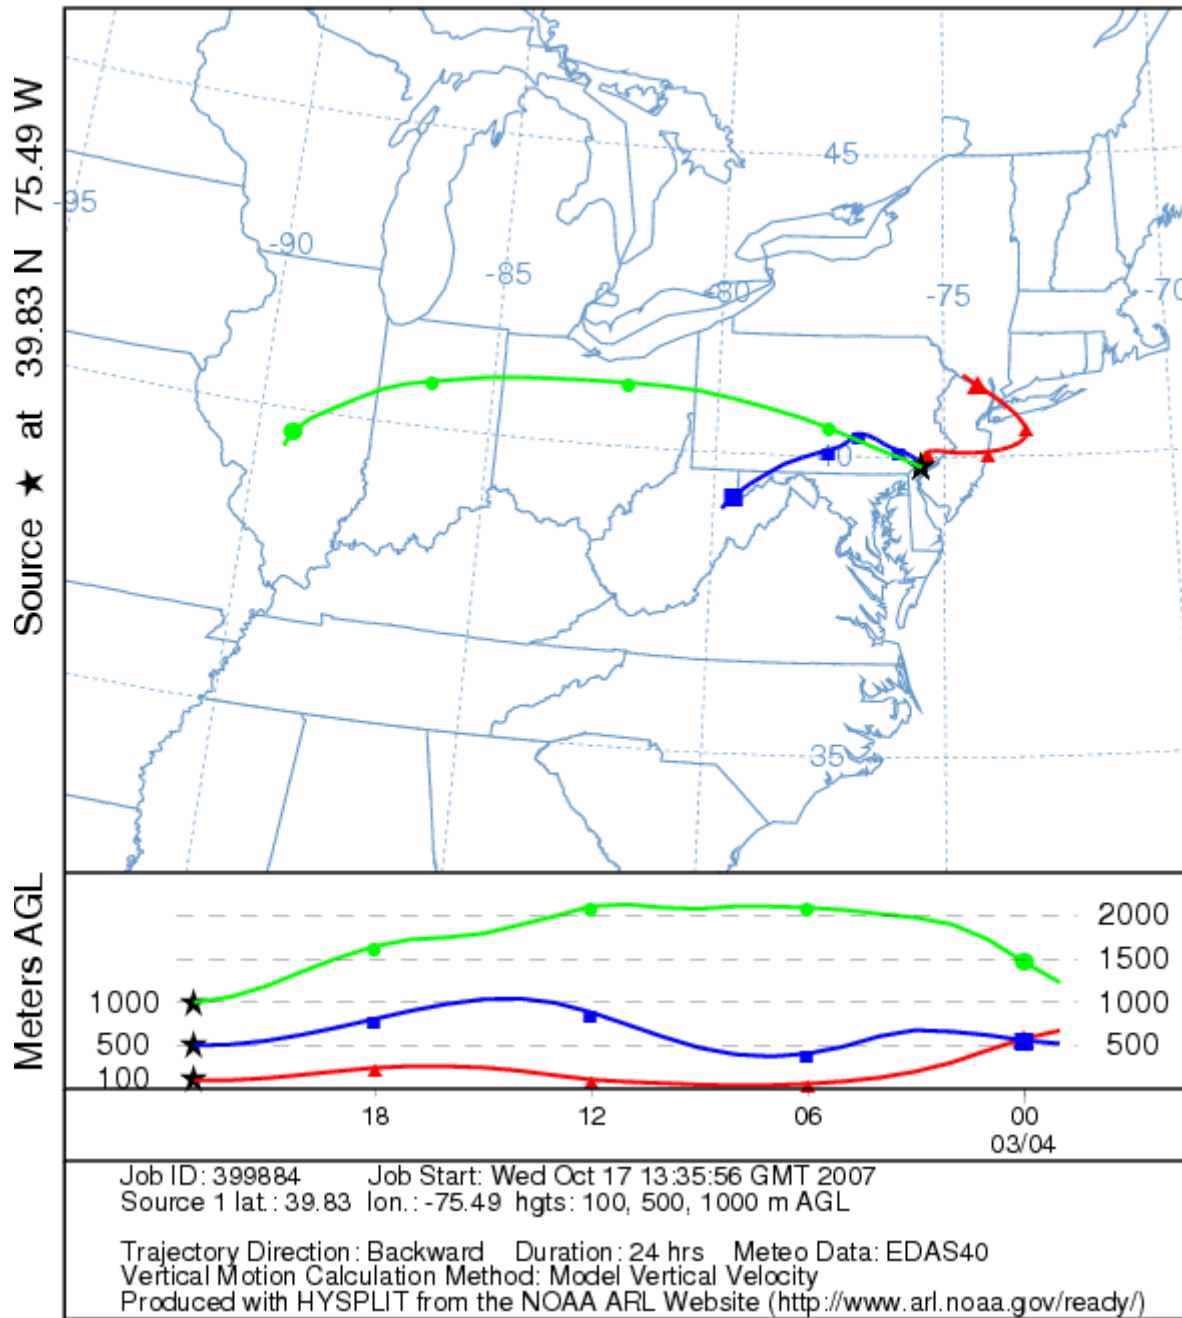 Source ★ at 39.83 N 75.49 W
45
-95
-90
-85
-80
-75
-70
35
Meters AGL
2000
1500
1000
1000
500
500
100
18 12 06 00
03/04
Job ID: 399884 Job Start: Wed Oct 17 13:35:56 GMT 2007
Source 1 lat.: 39.83 lon.: -75.49 hgts: 100, 500, 1000 m AGL
Trajectory Direction: Backward Duration: 24 hrs Meteo Data: EDAS40
Vertical Motion Calculation Method: Model Vertical Velocity
Produced with HYSPLIT from the NOAA ARL Website (http://www.arl.noaa.gov/ready/)